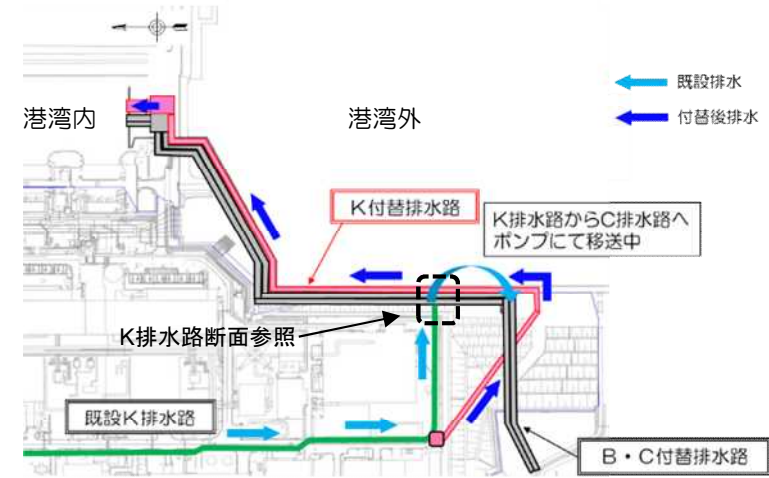 既設排水
付替後排水
港湾内
港湾外
K付替排水路
K排水路からC排水路へ
ポンプにて移送中
K排水路断面参照
既設K排水路
B・C付替排水路